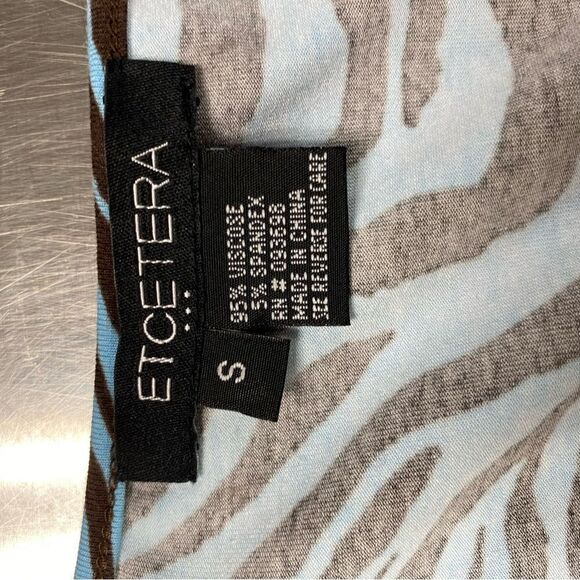 ETCETERA
...
95% VISCOSE
5% SPANDEX
RN # 093698
MADE IN CHINA
SEE REVERSE FOR CARE
S